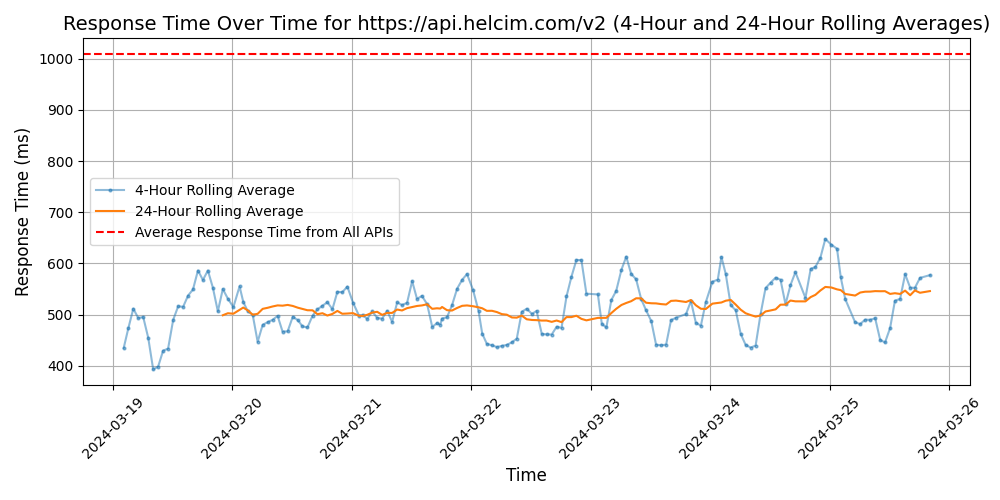 Response Time Over Time for https://api.helcim.com/v2 (4-Hour and 24-Hour Rolling Averages)
Response Time (ms)
1000
900
800
700
600
500
400
4-Hour Rolling Average
24-Hour Rolling Average
Average Response Time from All APIs
2024-03-19
2024-03-20
2024-03-21
2024-03-22
2024-03-23
2024-03-24
2024-03-25
2024-03-26
Time